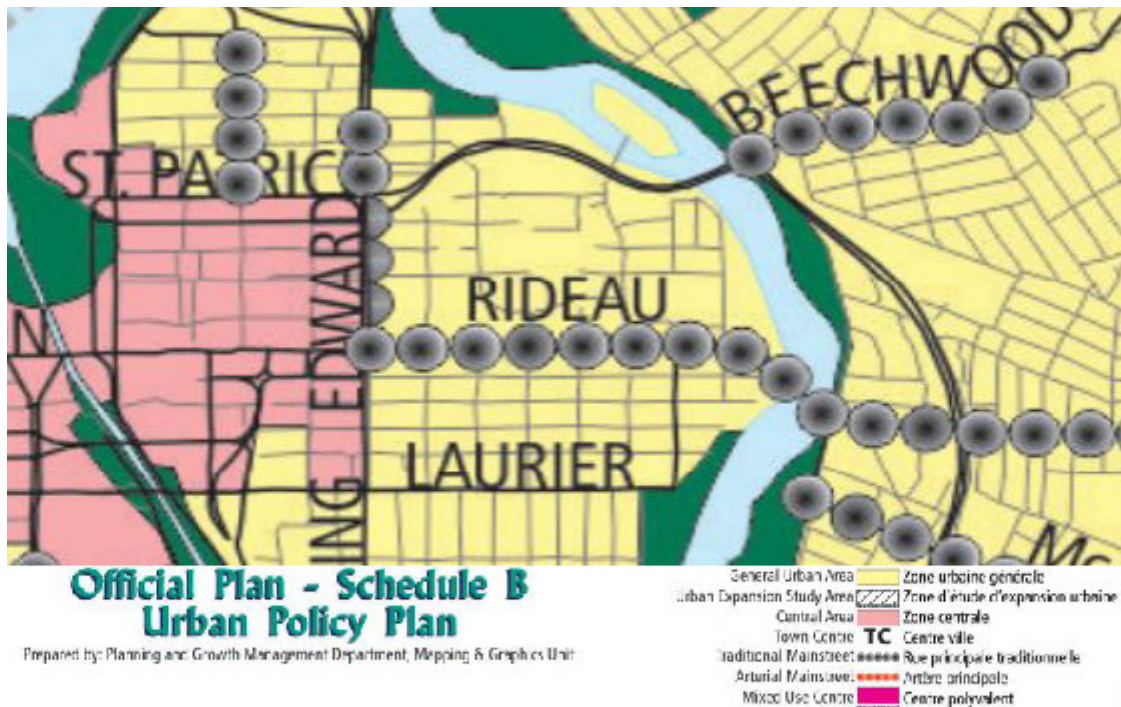 BEECHWOOD
ST. PATRIC
RIDEAU
N
ING EDWARD
LAURIER
Mc
Official Plan - Schedule B
Urban Policy Plan
Prepared by: Planning and Growth Management Department, Mapping & Graphics Unit
General Urban Area Zone urbaine générale
Urban Expansion Study Area Zone d'étude d'expansion urbaine
Central Area Zone centrale
Town Centre TC Centre ville
Traditional Mainstreet Rue principale traditionnelle
Arturial Mainstreet Artère principale
Mixed Use Centre Centre polyvalent